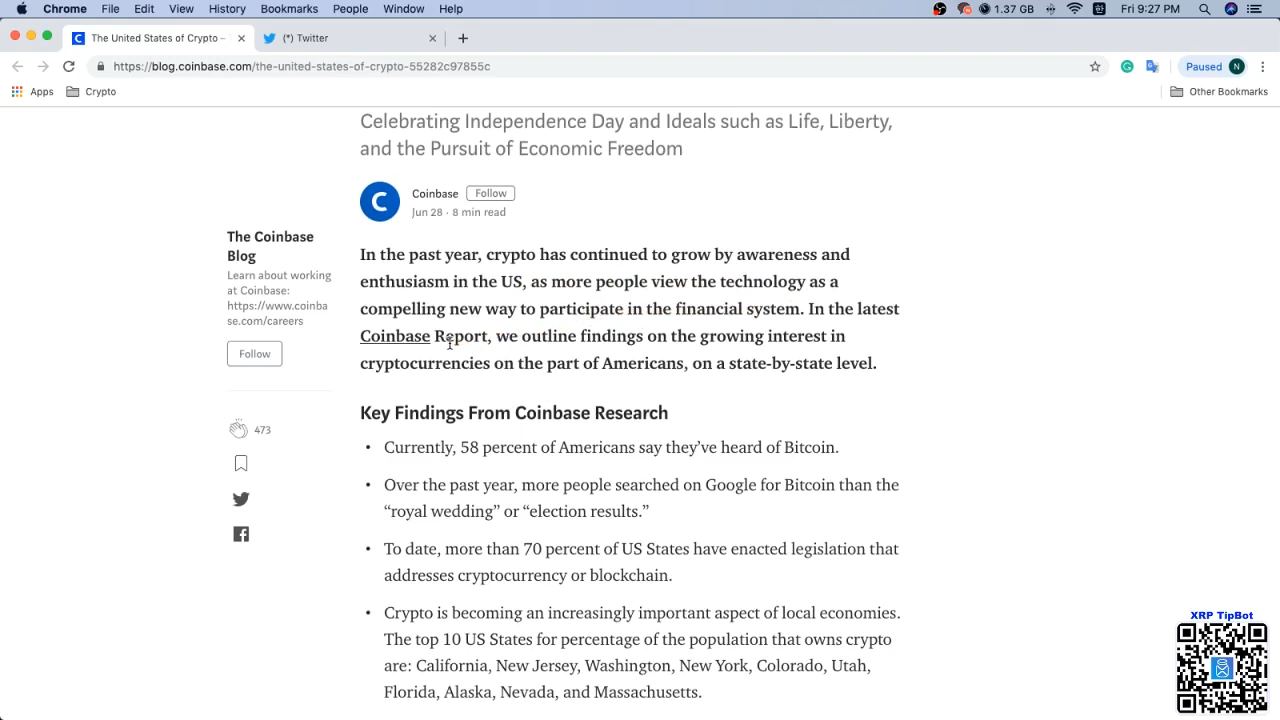 Chrome File Edit View History Bookmarks People Window Help 1.37 GB Fri 9:27 PM
The United States of Crypto –
(*) Twitter
https://blog.coinbase.com/the-united-states-of-crypto-55282c97855c
Paused N
Apps Crypto Other Bookmarks
Celebrating Independence Day and Ideals such as Life, Liberty,
and the Pursuit of Economic Freedom
C
Coinbase Follow
Jun 28 · 8 min read
The Coinbase
Blog
Learn about working
at Coinbase:
https://www.coinba
se.com/careers
Follow
473
In the past year, crypto has continued to grow by awareness and
enthusiasm in the US, as more people view the technology as a
compelling new way to participate in the financial system. In the latest
Coinbase Report, we outline findings on the growing interest in
cryptocurrencies on the part of Americans, on a state-by-state level.
Key Findings From Coinbase Research
• Currently, 58 percent of Americans say they’ve heard of Bitcoin.
• Over the past year, more people searched on Google for Bitcoin than the
“royal wedding” or “election results.”
• To date, more than 70 percent of US States have enacted legislation that
addresses cryptocurrency or blockchain.
• Crypto is becoming an increasingly important aspect of local economies.
The top 10 US States for percentage of the population that owns crypto
are: California, New Jersey, Washington, New York, Colorado, Utah,
Florida, Alaska, Nevada, and Massachusetts.
XRP TipBot